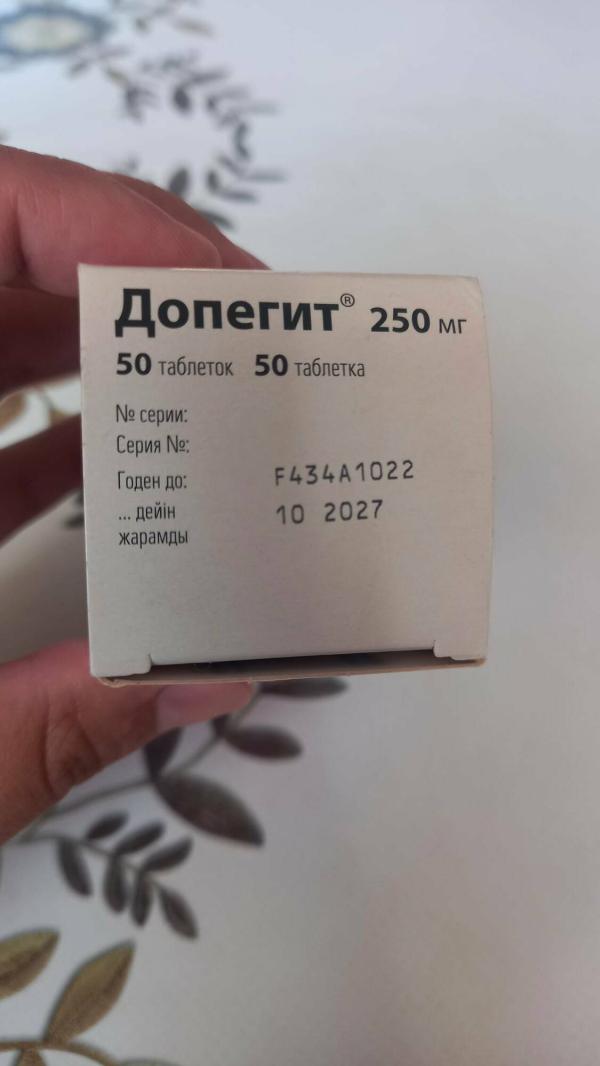 Допегит® 250 мг
50 таблеток 50 таблетка
№ серии:
Серия №:
Годен до: F434A1022
... дейін 10 2027
жарамды